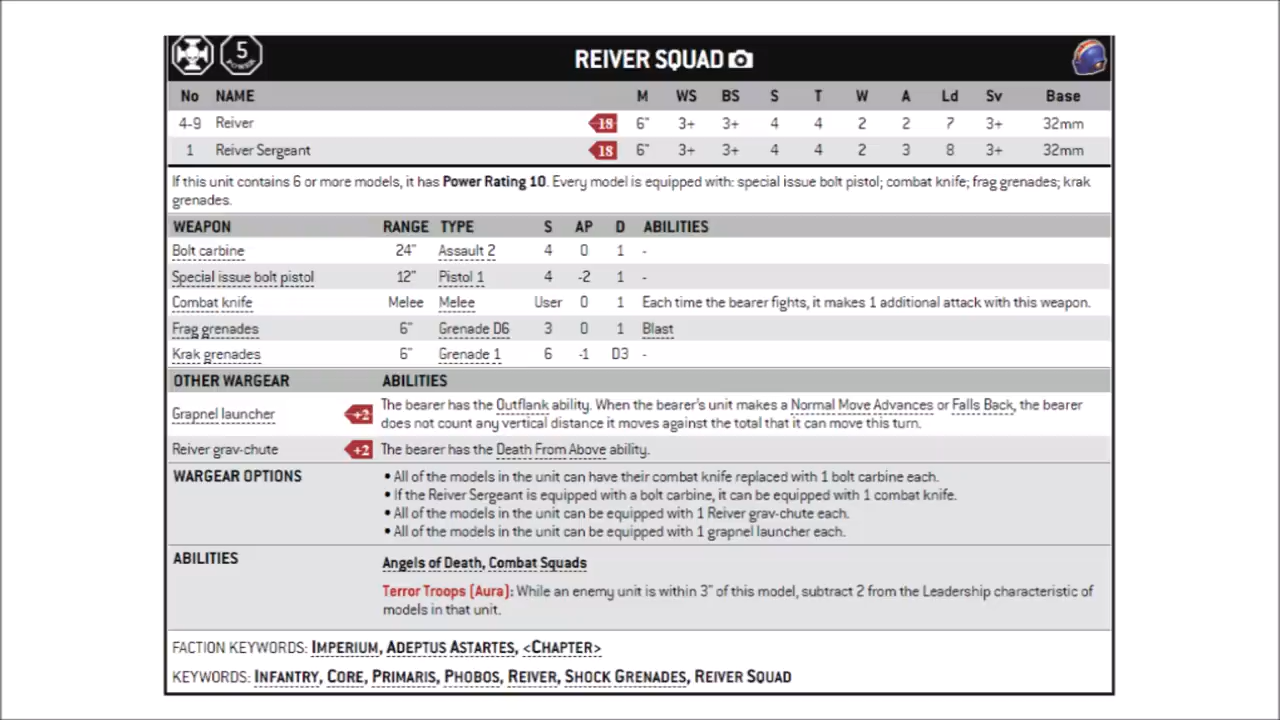 5
POWER
REIVER SQUAD
No NAME M WS BS S T W A Ld Sv Base
4-9 Reiver 18 6" 3+ 3+ 4 4 2 2 7 3+ 32mm
1 Reiver Sergeant 18 6" 3+ 3+ 4 4 2 3 8 3+ 32mm
If this unit contains 6 or more models, it has Power Rating 10. Every model is equipped with: special issue bolt pistol; combat knife; frag grenades; krak
grenades.
WEAPON RANGE TYPE S AP D ABILITIES
Bolt carbine 24" Assault 2 4 0 1 -
Special issue bolt pistol 12" Pistol 1 4 -2 1 -
Combat knife Melee Melee User 0 1 Each time the bearer fights, it makes 1 additional attack with this weapon.
Frag grenades 6" Grenade D6 3 0 1 Blast
Krak grenades 6" Grenade 1 6 -1 D3 -
OTHER WARGEAR ABILITIES
Grapnel launcher +2 The bearer has the Outflank ability. When the bearer's unit makes a Normal Move Advances or Falls Back, the bearer
does not count any vertical distance it moves against the total that it can move this turn.
Reiver grav-chute +2 The bearer has the Death From Above ability.
WARGEAR OPTIONS • All of the models in the unit can have their combat knife replaced with 1 bolt carbine each.
• If the Reiver Sergeant is equipped with a bolt carbine, it can be equipped with 1 combat knife.
• All of the models in the unit can be equipped with 1 Reiver grav-chute each.
• All of the models in the unit can be equipped with 1 grapnel launcher each.
ABILITIES Angels of Death, Combat Squads
Terror Troops (Aura): While an enemy unit is within 3" of this model, subtract 2 from the Leadership characteristic of
models in that unit.
FACTION KEYWORDS: IMPERIUM, ADEPTUS ASTARTES, <CHAPTER>
KEYWORDS: INFANTRY, CORE, PRIMARIS, PHOBOS, REIVER, SHOCK GRENADES, REIVER SQUAD